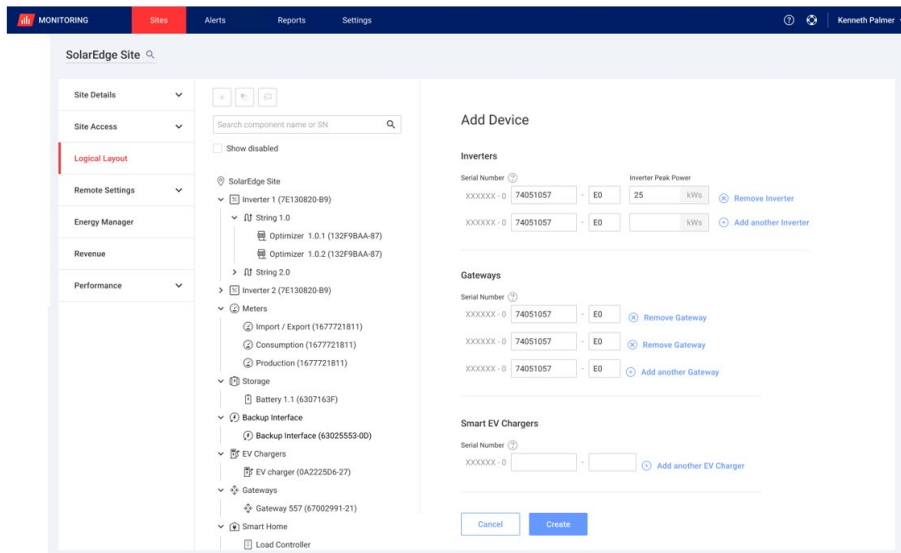 MONITORING Sites Alerts Reports Settings Kenneth Palmer
SolarEdge Site
Site Details
Site Access
Logical Layout
Remote Settings
Energy Manager
Revenue
Performance
Search component name or SN
Show disabled
SolarEdge Site
Inverter 1 (7E130820-B9)
String 1.0
Optimizer 1.0.1 (132F9BAA-87)
Optimizer 1.0.2 (132F9BAA-87)
String 2.0
Inverter 2 (7E130820-B9)
Meters
Import / Export (1677721811)
Consumption (1677721811)
Production (1677721811)
Storage
Battery 1.1 (6307163F)
Backup Interface
Backup Interface (63025553-0D)
EV Chargers
EV charger (0A2225D6-27)
Gateways
Gateway 557 (67002991-21)
Smart Home
Load Controller
Add Device
Inverters
Serial Number ? Inverter Peak Power
XXXXXX - 0 74051057 - E0 25 kWs Remove Inverter
XXXXXX - 0 74051057 - E0 kWs Add another Inverter
Gateways
Serial Number ?
XXXXXX - 0 74051057 - E0 Remove Gateway
XXXXXX - 0 74051057 - E0 Remove Gateway
XXXXXX - 0 74051057 - E0 Add another Gateway
Smart EV Chargers
Serial Number ?
XXXXXX - 0 - Add another EV Charger
Cancel Create